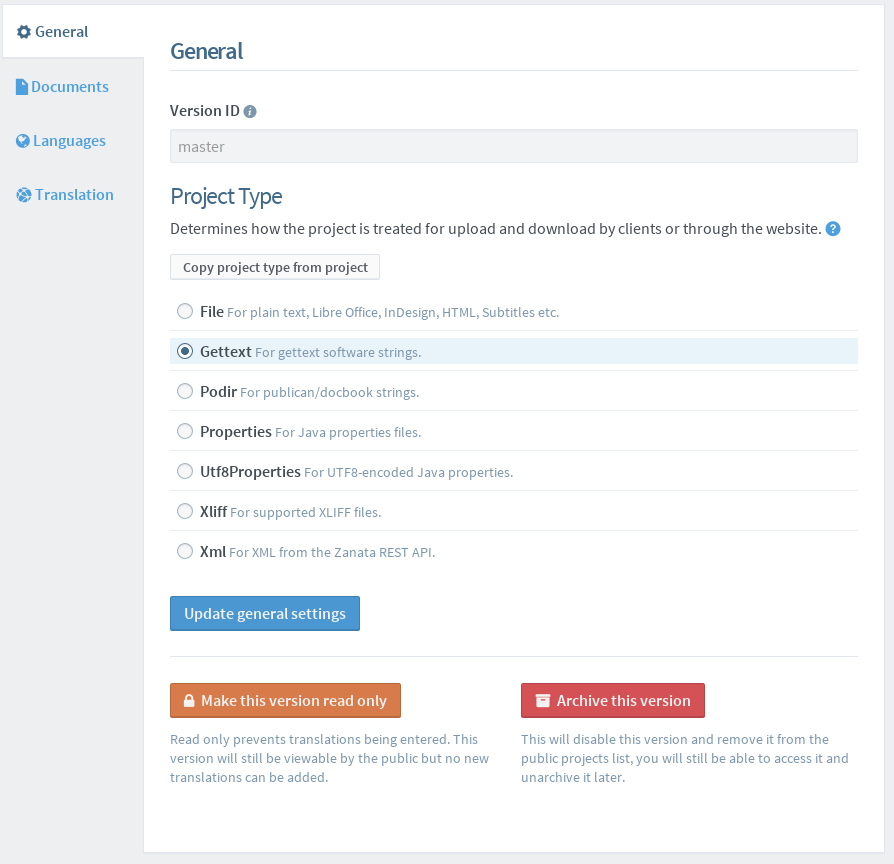 General
Documents
Languages
Translation
General
Version ID
master
Project Type
Determines how the project is treated for upload and download by clients or through the website.
Copy project type from project
File For plain text, Libre Office, InDesign, HTML, Subtitles etc.
Gettext For gettext software strings.
Podir For publican/docbook strings.
Properties For Java properties files.
Utf8Properties For UTF8-encoded Java properties.
Xliff For supported XLIFF files.
Xml For XML from the Zanata REST API.
Update general settings
Make this version read only
Read only prevents translations being entered. This
version will still be viewable by the public but no new
translations can be added.
Archive this version
This will disable this version and remove it from the
public projects list, you will still be able to access it and
unarchive it later.